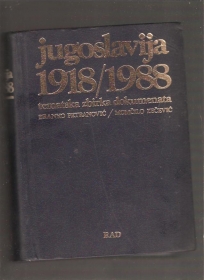 jugoslavija
1918/1988
tematska zbirka dokumenata
BRANKO PETRANOVIĆ / MOMČILO ZEČEVIĆ
RAD